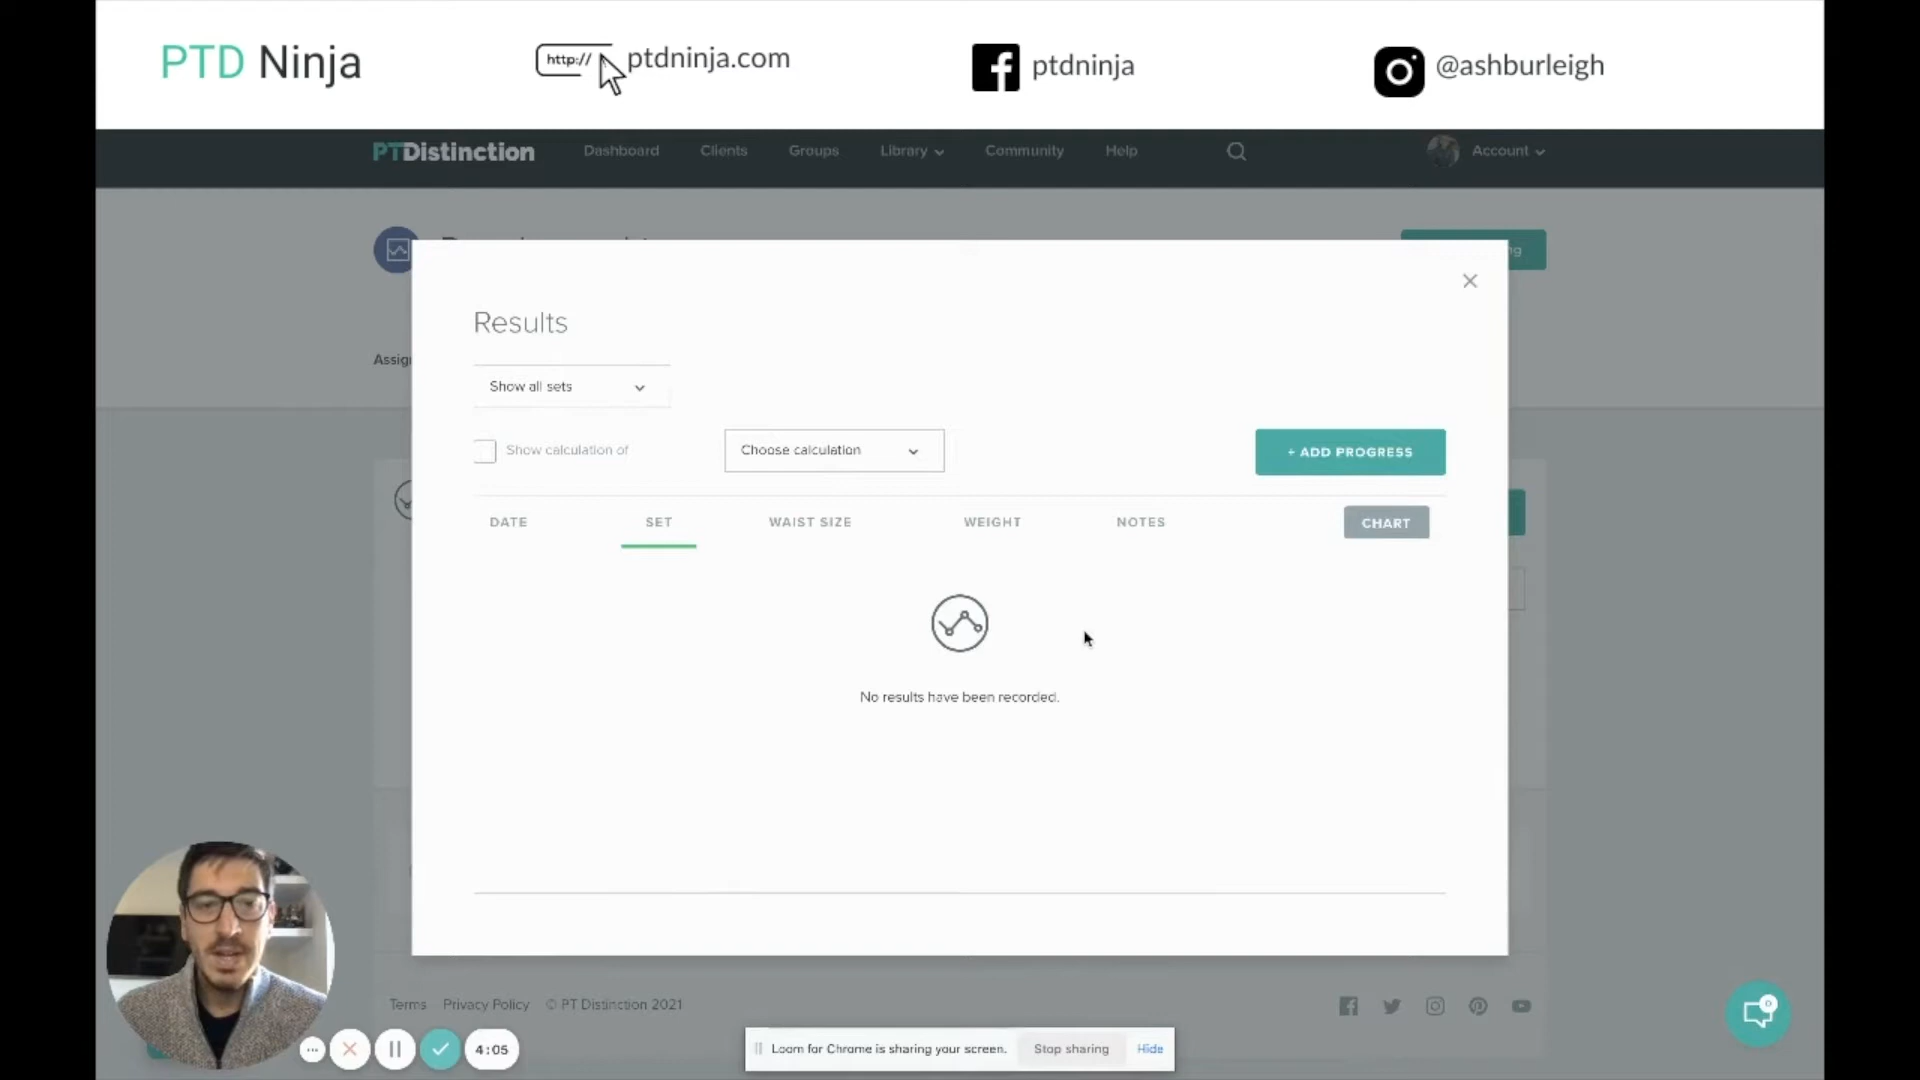 PTD Ninja
http://
ptdninja.com
ptdninja
@ashburleigh
PTDistinction
Dashboard
Clients
Groups
Library
Community
Help
Account
Assig
Results
Show all sets
Show calculation of
Choose calculation
+ ADD PROGRESS
DATE
SET
WAIST SIZE
WEIGHT
NOTES
CHART
No results have been recorded.
Terms
Privacy Policy
© PT Distinction 2021
0
4:05
Loom for Chrome is sharing your screen.
Stop sharing
Hide